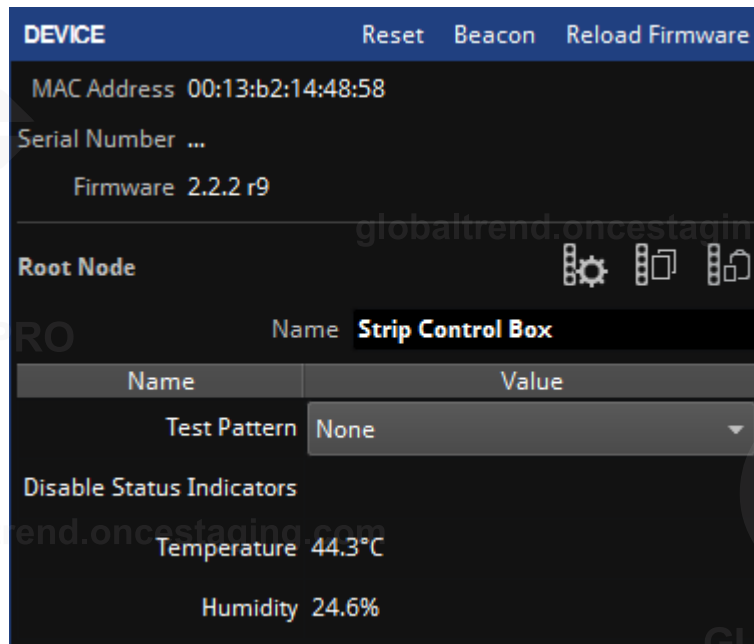 DEVICE Reset Beacon Reload Firmware
MAC Address 00:13:b2:14:48:58
Serial Number ...
Firmware 2.2.2 r9
globaltrend.oncestagin
Root Node
PRO
Name Strip Control Box
Name Value
Test Pattern None
Disable Status Indicators
rend.oncestaging.com
Temperature 44.3°C
Humidity 24.6%